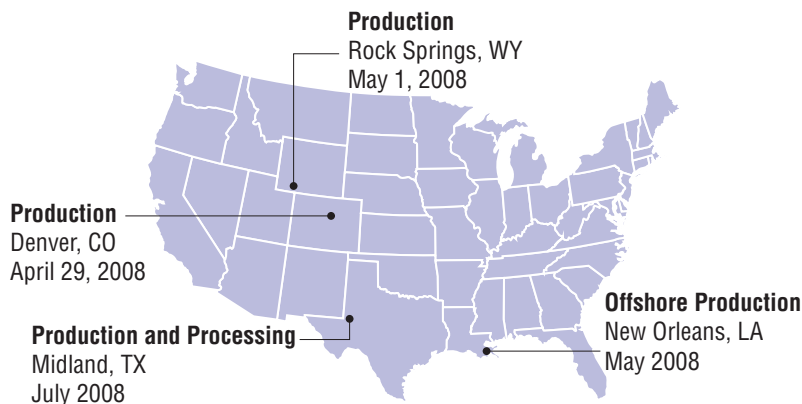 Production
Rock Springs, WY
May 1, 2008
Production
Denver, CO
April 29, 2008
Production and Processing
Midland, TX
July 2008
Offshore Production
New Orleans, LA
May 2008